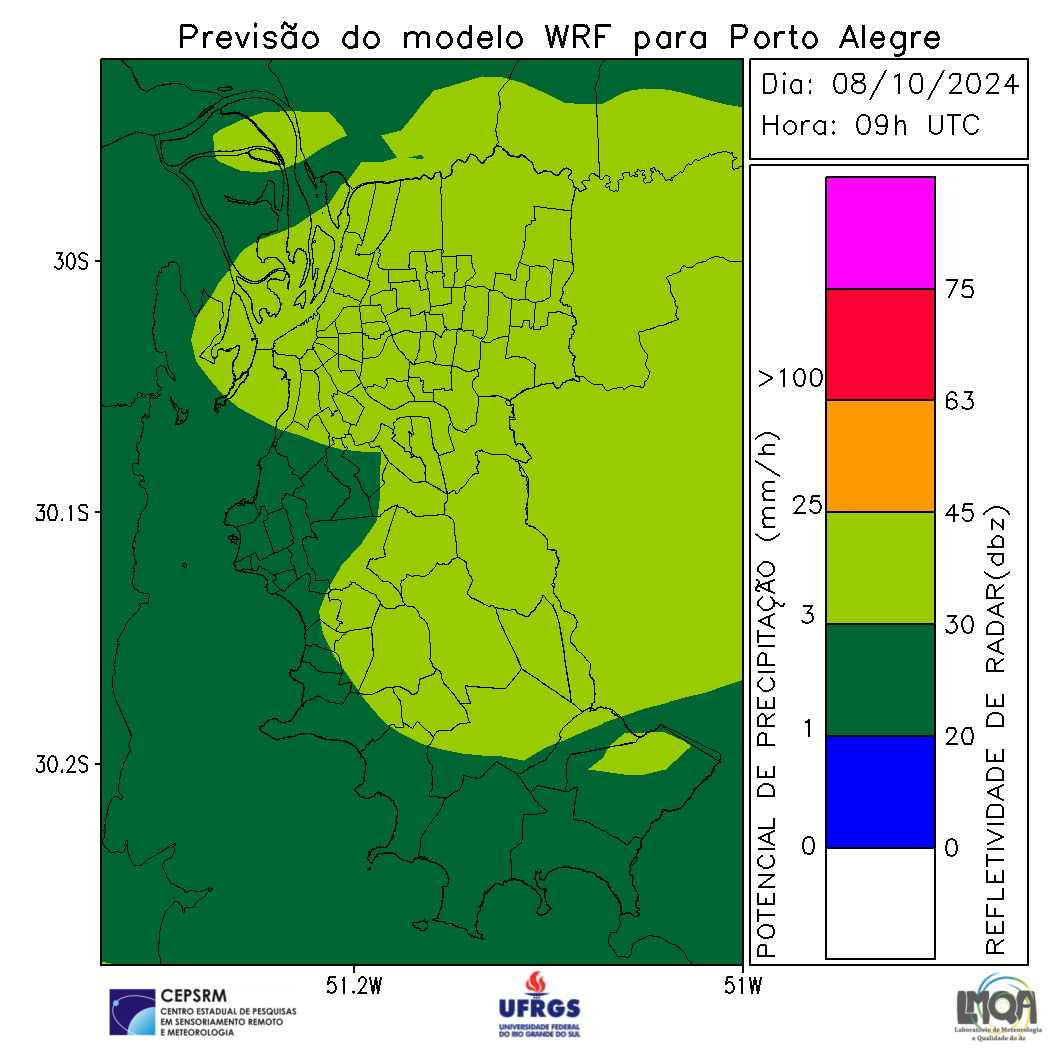 Previsão do modelo WRF para Porto Alegre
Dia: 08/10/2024
Hora: 09h UTC
30S
30.1S
30.2S
51.2W
51W
POTENCIAL DE PRECIPITAÇÃO (mm/h)
>100
25
3
1
0
75
63
45
30
20
0
REFLETIVIDADE DE RADAR(dbz)
CEPSRM
CENTRO ESTADUAL DE PESQUISAS
EM SENSORIAMENTO REMOTO
E METEOROLOGIA
UFRGS
UNIVERSIDADE FEDERAL
DO RIO GRANDE DO SUL
LMQA
Laboratório de Meteorologia
e Qualidade do Ar